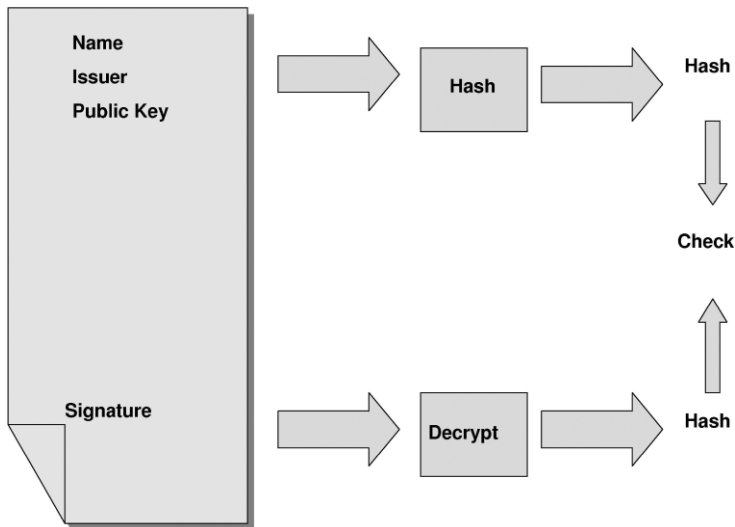 Name
Issuer
Public Key
Hash
Hash
Check
Signature
Decrypt
Hash